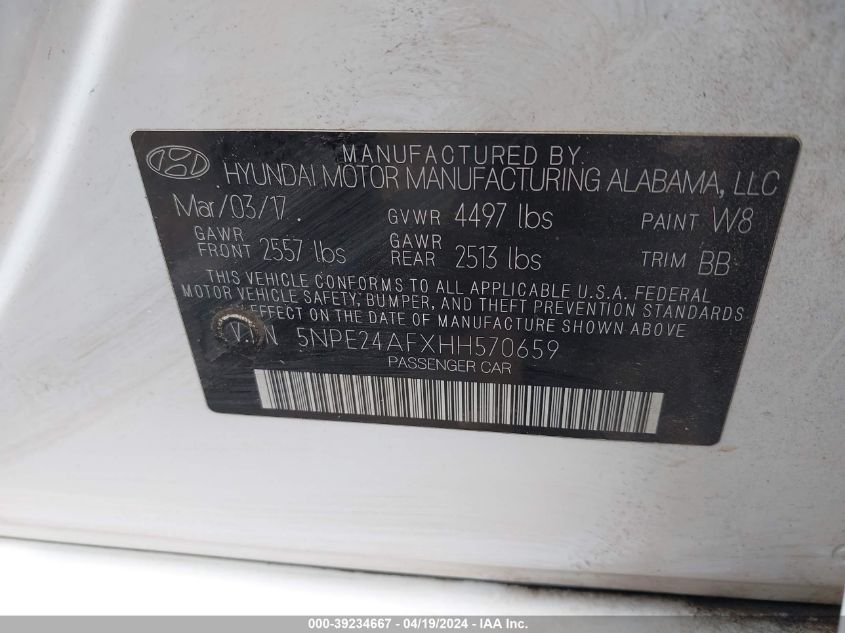 MANUFACTURED BY
HYUNDAI MOTOR MANUFACTURING ALABAMA, LLC
Mar/03/17 GVWR 4497 lbs PAINT W8
GAWR FRONT 2557 lbs GAWR REAR 2513 lbs TRIM BB
THIS VEHICLE CONFORMS TO ALL APPLICABLE U.S.A. FEDERAL
MOTOR VEHICLE SAFETY, BUMPER, AND THEFT PREVENTION STANDARDS
EFFECT ON THE DATE OF MANUFACTURE SHOWN ABOVE
V.I.N 5NPE24AFXHH570659
PASSENGER CAR
000-39234667 - 04/19/2024 - IAA Inc.